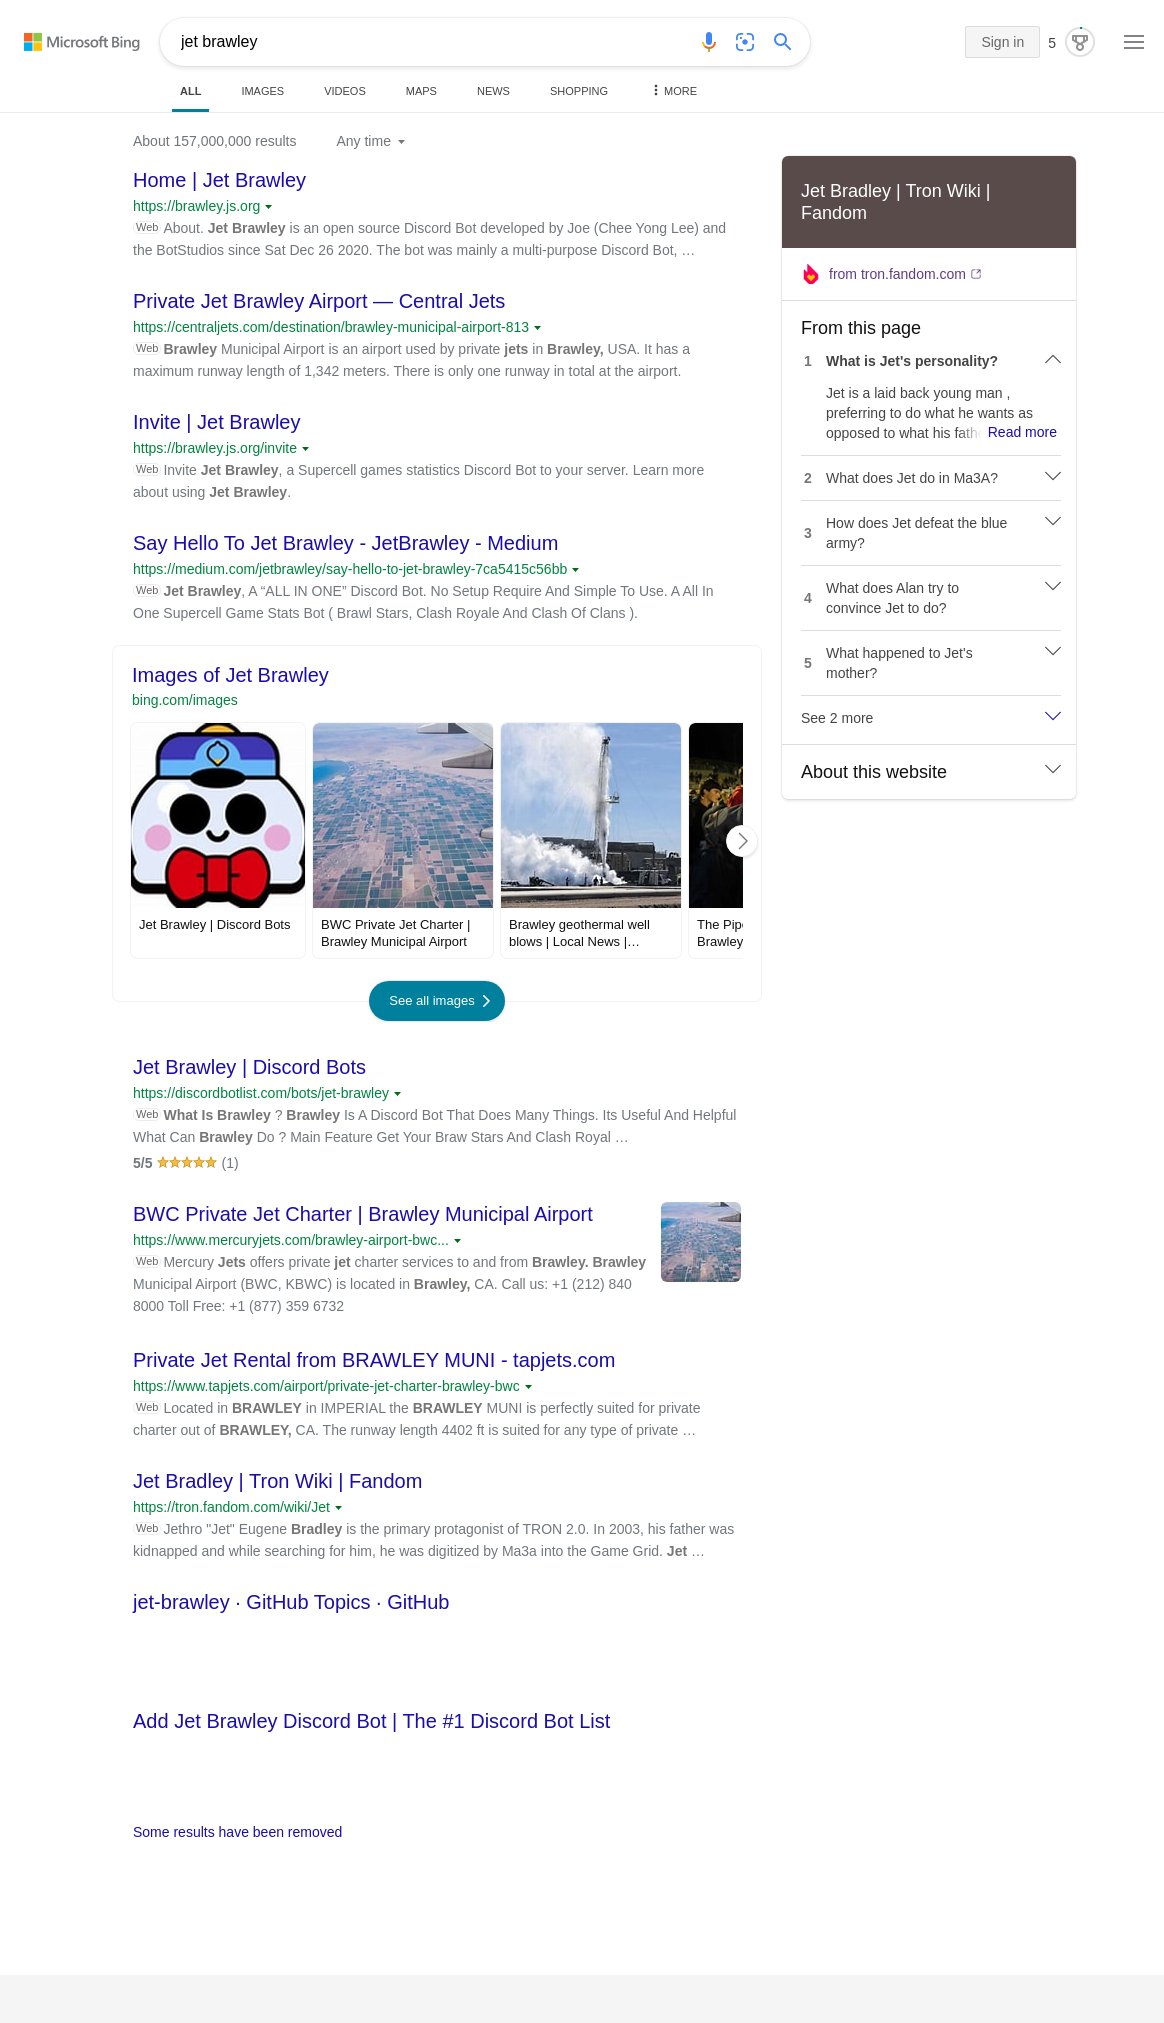 Microsoft Bing
jet brawley
Sign in
5
ALL
IMAGES
VIDEOS
MAPS
NEWS
SHOPPING
MORE
About 157,000,000 results
Any time
Home | Jet Brawley
https://brawley.js.org
Web About. Jet Brawley is an open source Discord Bot developed by Joe (Chee Yong Lee) and
the BotStudios since Sat Dec 26 2020. The bot was mainly a multi-purpose Discord Bot, …
Private Jet Brawley Airport — Central Jets
https://centraljets.com/destination/brawley-municipal-airport-813
Web Brawley Municipal Airport is an airport used by private jets in Brawley, USA. It has a
maximum runway length of 1,342 meters. There is only one runway in total at the airport.
Invite | Jet Brawley
https://brawley.js.org/invite
Web Invite Jet Brawley, a Supercell games statistics Discord Bot to your server. Learn more
about using Jet Brawley.
Say Hello To Jet Brawley - JetBrawley - Medium
https://medium.com/jetbrawley/say-hello-to-jet-brawley-7ca5415c56bb
Web Jet Brawley, A “ALL IN ONE” Discord Bot. No Setup Require And Simple To Use. A All In
One Supercell Game Stats Bot ( Brawl Stars, Clash Royale And Clash Of Clans ).
Images of Jet Brawley
bing.com/images
Jet Brawley | Discord Bots
BWC Private Jet Charter |
Brawley Municipal Airport
Brawley geothermal well
blows | Local News |…
The Pip
Brawley
See all images
Jet Brawley | Discord Bots
https://discordbotlist.com/bots/jet-brawley
Web What Is Brawley ? Brawley Is A Discord Bot That Does Many Things. Its Useful And Helpful
What Can Brawley Do ? Main Feature Get Your Braw Stars And Clash Royal …
5/5 (1)
BWC Private Jet Charter | Brawley Municipal Airport
https://www.mercuryjets.com/brawley-airport-bwc...
Web Mercury Jets offers private jet charter services to and from Brawley. Brawley
Municipal Airport (BWC, KBWC) is located in Brawley, CA. Call us: +1 (212) 840
8000 Toll Free: +1 (877) 359 6732
Private Jet Rental from BRAWLEY MUNI - tapjets.com
https://www.tapjets.com/airport/private-jet-charter-brawley-bwc
Web Located in BRAWLEY in IMPERIAL the BRAWLEY MUNI is perfectly suited for private
charter out of BRAWLEY, CA. The runway length 4402 ft is suited for any type of private …
Jet Bradley | Tron Wiki | Fandom
https://tron.fandom.com/wiki/Jet
Web Jethro "Jet" Eugene Bradley is the primary protagonist of TRON 2.0. In 2003, his father was
kidnapped and while searching for him, he was digitized by Ma3a into the Game Grid. Jet …
jet-brawley · GitHub Topics · GitHub
Add Jet Brawley Discord Bot | The #1 Discord Bot List
Some results have been removed
Jet Bradley | Tron Wiki |
Fandom
from tron.fandom.com
From this page
1 What is Jet's personality?
Jet is a laid back young man ,
preferring to do what he wants as
opposed to what his fath Read more
2 What does Jet do in Ma3A?
3 How does Jet defeat the blue
army?
4 What does Alan try to
convince Jet to do?
5 What happened to Jet's
mother?
See 2 more
About this website